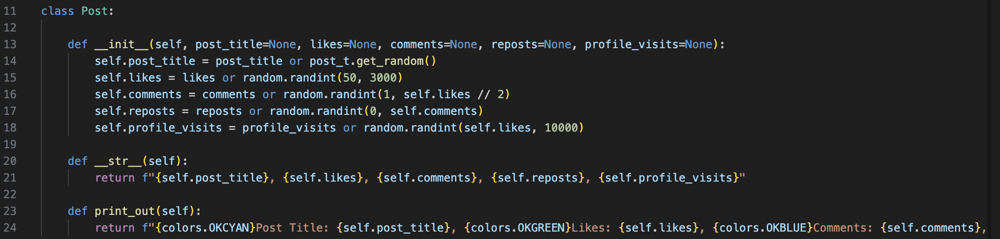 11 class Post:
12
13 def __init__(self, post_title=None, likes=None, comments=None, reposts=None, profile_visits=None):
14 self.post_title = post_title or post_t.get_random()
15 self.likes = likes or random.randint(50, 3000)
16 self.comments = comments or random.randint(1, self.likes // 2)
17 self.reposts = reposts or random.randint(0, self.comments)
18 self.profile_visits = profile_visits or random.randint(self.likes, 10000)
19
20 def __str__(self):
21 return f"{self.post_title}, {self.likes}, {self.comments}, {self.reposts}, {self.profile_visits}"
22
23 def print_out(self):
24 return f"{colors.OKCYAN}Post Title: {self.post_title}, {colors.OKGREEN}Likes: {self.likes}, {colors.OKBLUE}Comments: {self.comments},